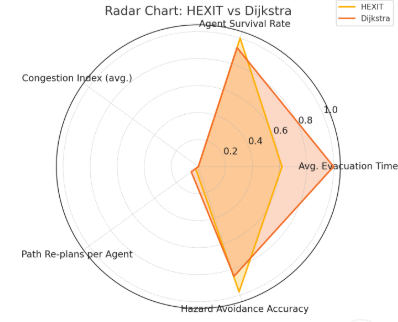 Radar Chart: HEXIT vs Dijkstra
HEXIT
Dijkstra
Agent Survival Rate
Congestion Index (avg.)
1.0
0.8
0.6
0.4
0.2
Avg. Evacuation Time
Path Re-plans per Agent
Hazard Avoidance Accuracy